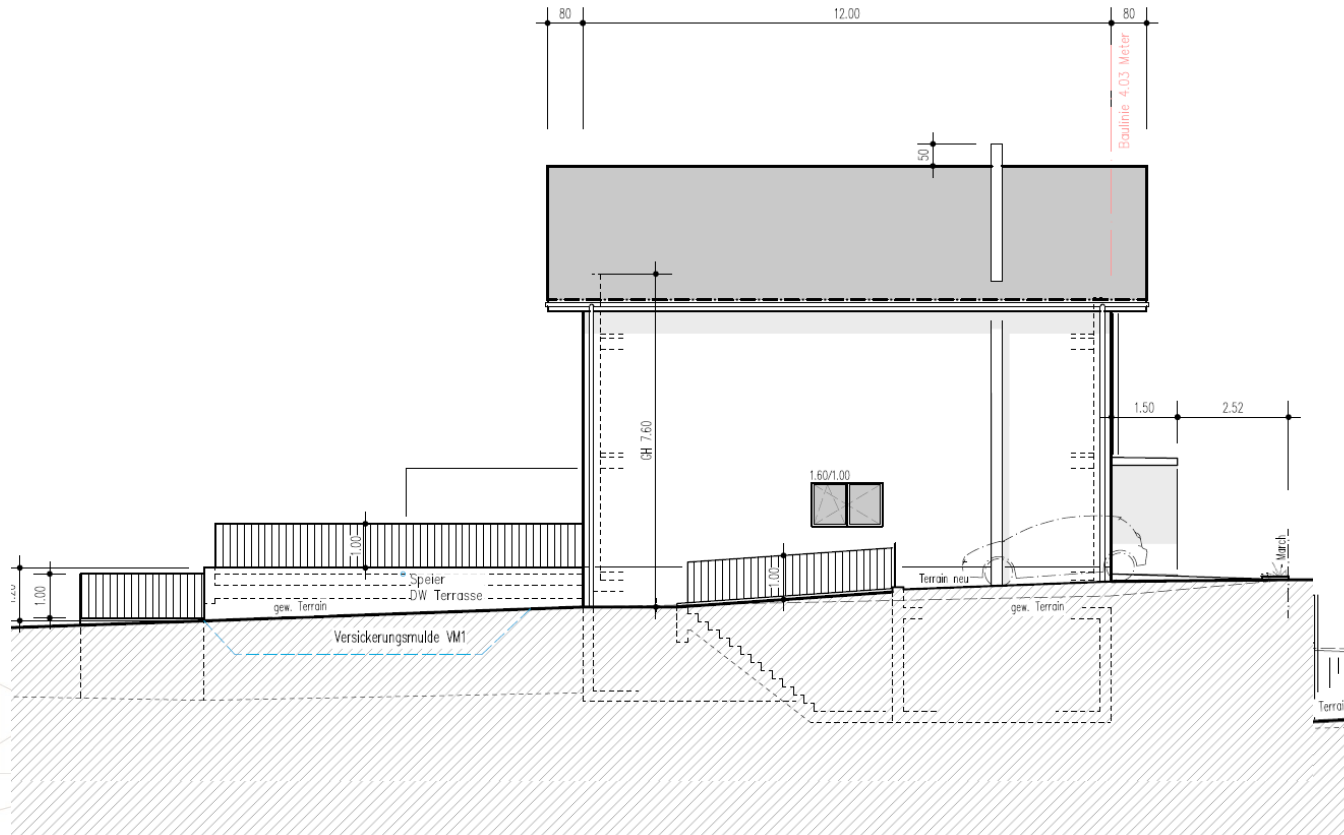 80
12.00
80
Baulinie 4.03 Meter
50
GH 7.60
1.50
2.52
1.60/1.00
1.00
1.00
1.00
Speier
DW Terrasse
gew. Terrain
Versickerungsmulde VM1
Terrain neu
gew. Terrain
March